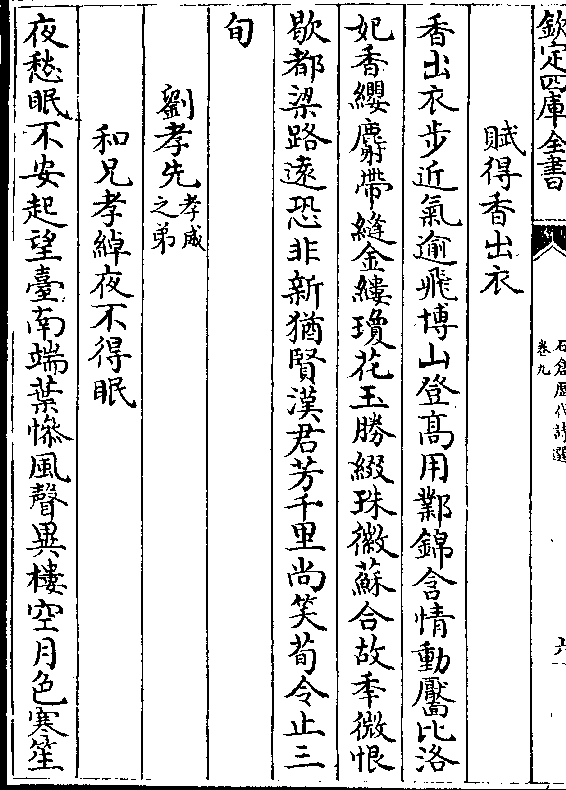 欽定四庫全書
石倉歴代詩選
卷九
賦得香出衣
香出衣步近氣逾飛博山登髙用鄴錦含情動靨比洛
妃香纓麝帶縫金縷瓊花玉勝綴珠徽蘇合故年微恨
歇都梁路逺恐非新猶賢漢君芳千里尚笑荀令止三
旬
劉孝先孝威
之弟
和兄孝綽夜不得眠
夜愁眠不安起望臺南端葉慘風聲異樓空月色寒笙